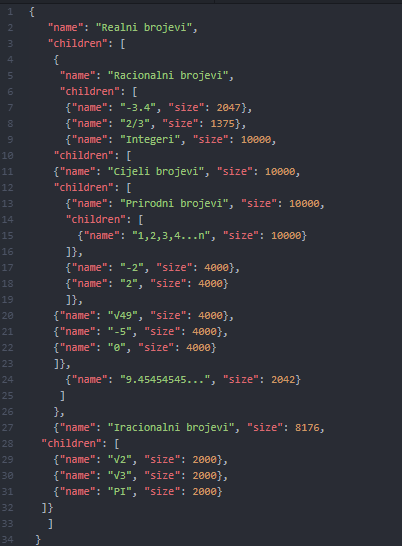 1 {
2 "name": "Realni brojevi",
3 "children": [
4 {
5 "name": "Racionalni brojevi",
6 "children": [
7 {"name": "-3.4", "size": 2047},
8 {"name": "2/3", "size": 1375},
9 {"name": "Integeri", "size": 10000,
10 "children": [
11 {"name": "Cijeli brojevi", "size": 10000,
12 "children": [
13 {"name": "Prirodni brojevi", "size": 10000,
14 "children": [
15 {"name": "1,2,3,4...n", "size": 10000}
16 ]},
17 {"name": "-2", "size": 4000},
18 {"name": "2", "size": 4000}
19 ]},
20 {"name": "√49", "size": 4000},
21 {"name": "-5", "size": 4000},
22 {"name": "0", "size": 4000}
23 ]},
24 {"name": "9.45454545...", "size": 2042}
25 ]
26 },
27 {"name": "Iracionalni brojevi", "size": 8176,
28 "children": [
29 {"name": "√2", "size": 2000},
30 {"name": "√3", "size": 2000},
31 {"name": "PI", "size": 2000}
32 ]}
33 ]
34 }